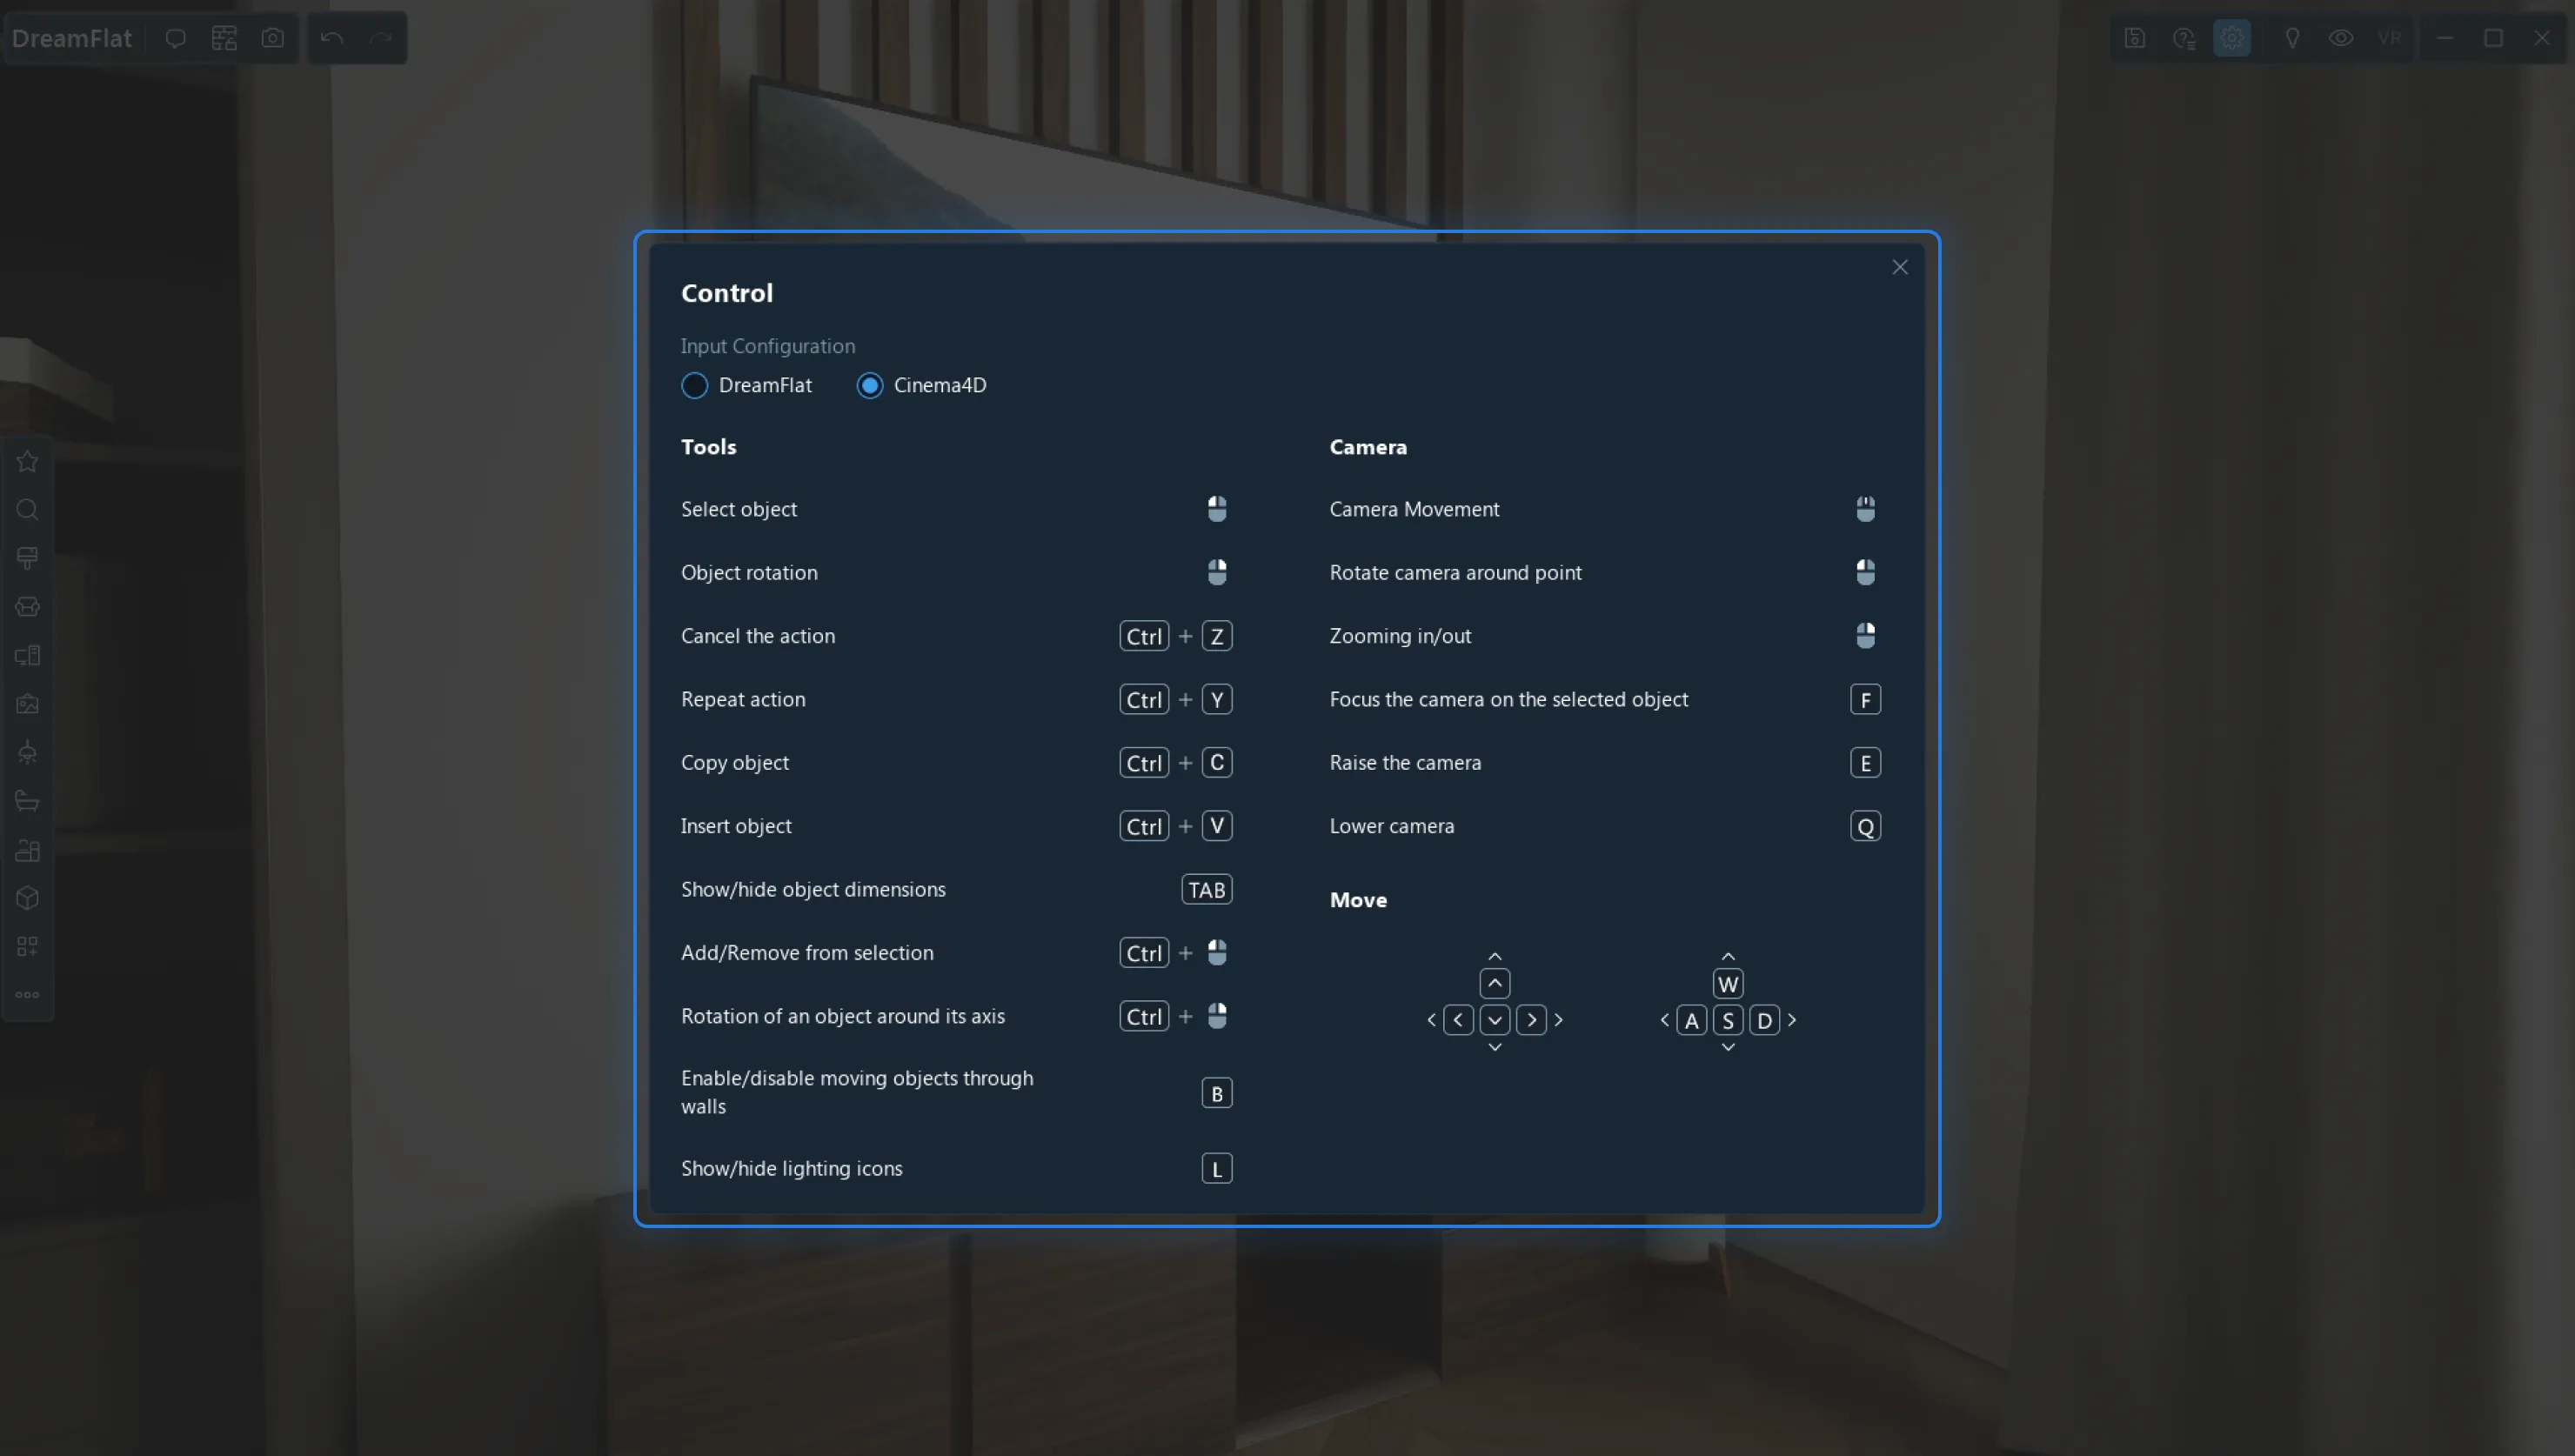 DreamFlat
VR
Control
Input Configuration
DreamFlat
Cinema4D
Tools
Select object
Object rotation
Cancel the action Ctrl + Z
Repeat action Ctrl + Y
Copy object Ctrl + C
Insert object Ctrl + V
Show/hide object dimensions TAB
Add/Remove from selection Ctrl +
Rotation of an object around its axis Ctrl +
Enable/disable moving objects through
walls B
Show/hide lighting icons L
Camera
Camera Movement
Rotate camera around point
Zooming in/out
Focus the camera on the selected object F
Raise the camera E
Lower camera Q
Move
W
A S D